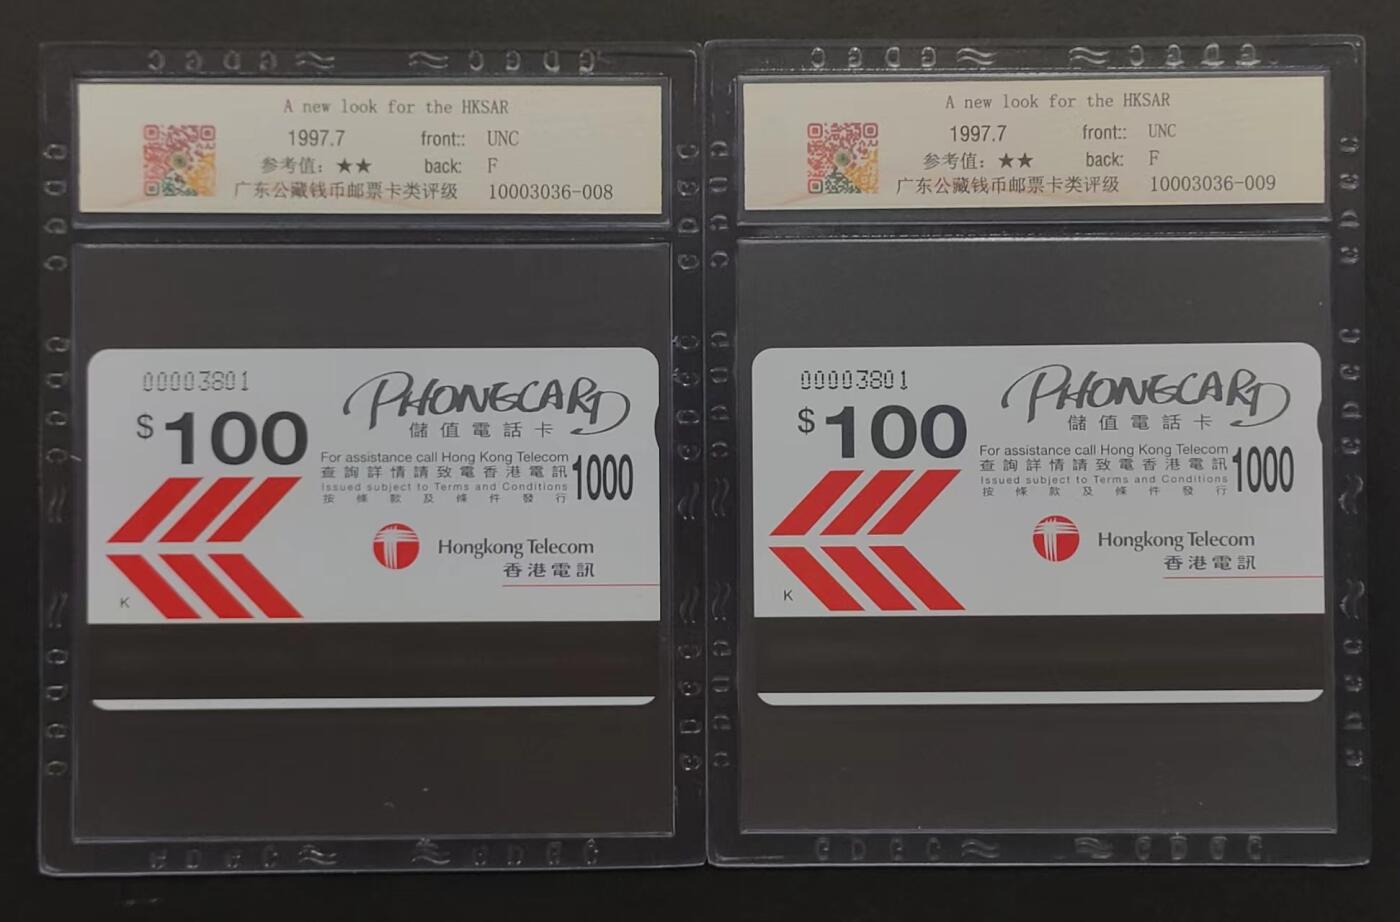 A new look for the HKSAR
1997.7 front:: UNC
参考值：★★ back: F
广东公藏钱币邮票卡类评级 10003036-008
00003801
$100
PHONECARD
儲值電話卡
For assistance call Hong Kong Telecom
查詢詳情請致電香港電訊
Issued subject to Terms and Conditions
按條款及條件發行
1000
Hongkong Telecom
香港電訊
K
A new look for the HKSAR
1997.7 front:: UNC
参考值：★★ back: F
广东公藏钱币邮票卡类评级 10003036-009
00003801
$100
PHONECARD
儲值電話卡
For assistance call Hong Kong Telecom
查詢詳情請致電香港電訊
Issued subject to Terms and Conditions
按條款及條件發行
1000
Hongkong Telecom
香港電訊
K